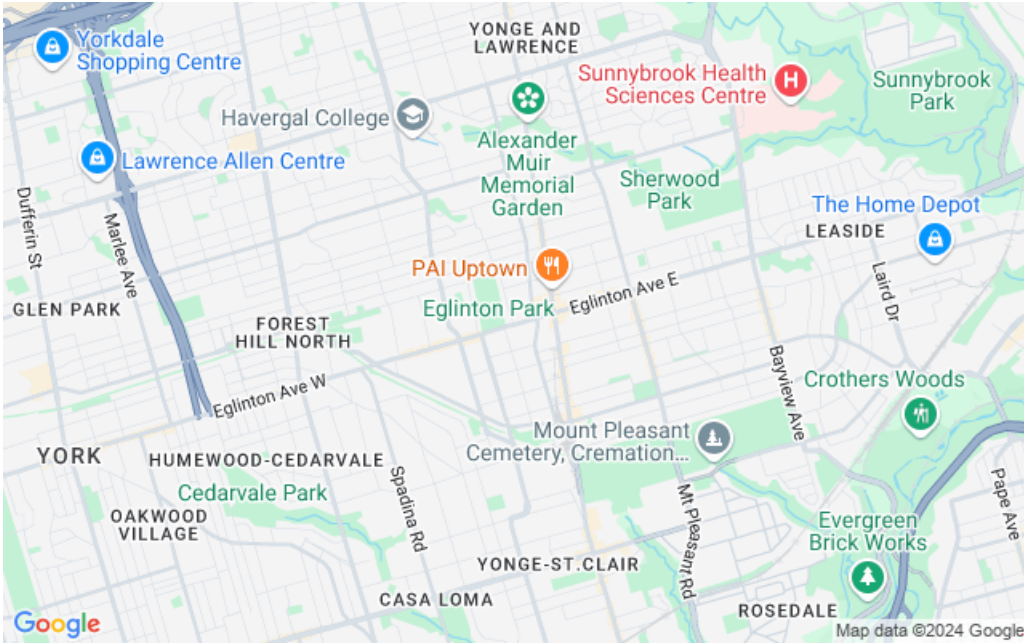 YONGE AND
LAWRENCE
Yorkdale
Shopping Centre
Sunnybrook Health
Sciences Centre
H
Sunnybrook
Park
Havergal College
Alexander
Muir
Memorial
Garden
Lawrence Allen Centre
Sherwood
Park
Dufferin St
Marlee Ave
The Home Depot
LEASIDE
PAI Uptown
Eglinton Park
Eglinton Ave E
Laird Dr
GLEN PARK
FOREST
HILL NORTH
Eglinton Ave W
Bayview Ave
Crothers Woods
Mount Pleasant
Cemetery, Cremation...
YORK
HUMEWOOD-CEDARVALE
Cedarvale Park
Spadina Rd
Mt Pleasant Rd
Pape Ave
OAKWOOD
VILLAGE
Evergreen
Brick Works
YONGE-ST.CLAIR
CASA LOMA
ROSEDALE
Google
Map data ©2024 Google